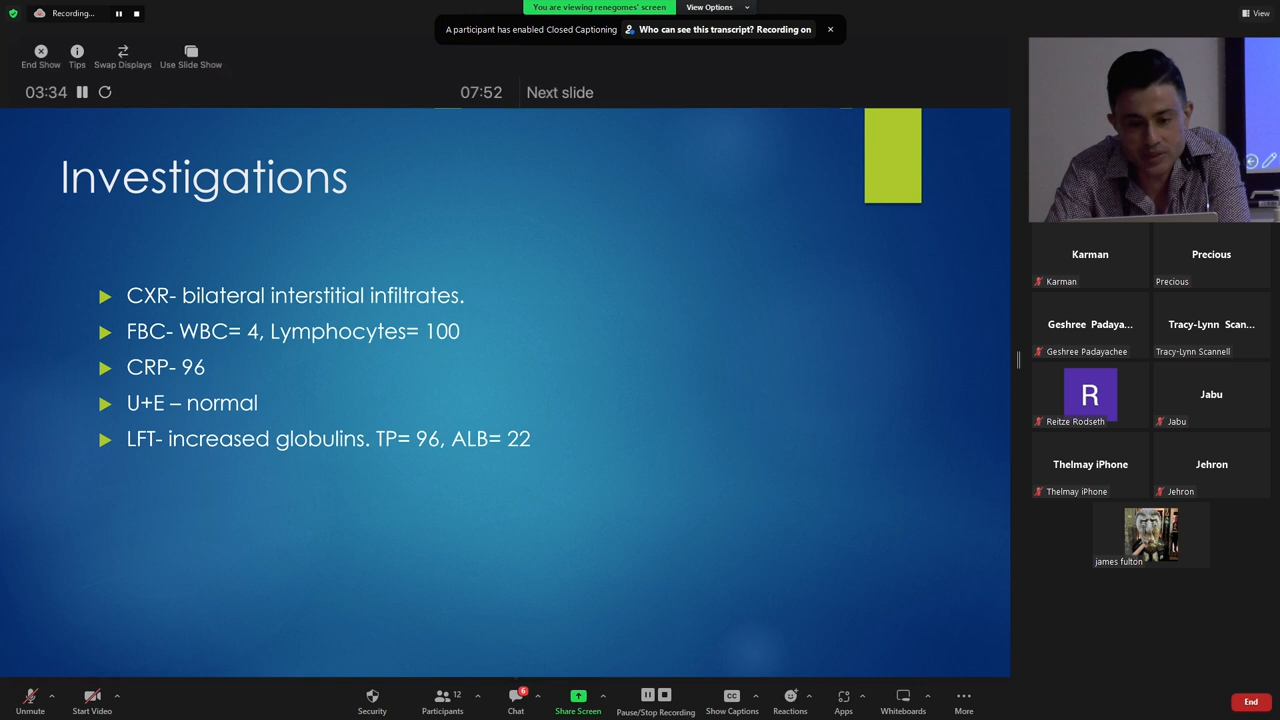 Recording...
You are viewing renegomes' screen
View Options
View
A participant has enabled Closed Captioning
Who can see this transcript? Recording on
End Show
Tips
Swap Displays
Use Slide Show
03:34
07:52
Next slide
Investigations
CXR- bilateral interstitial infiltrates.
FBC- WBC= 4, Lymphocytes= 100
CRP- 96
U+E – normal
LFT- increased globulins. TP= 96, ALB= 22
Karman
Karman
Precious
Precious
Geshree Padaya...
Geshree Padayachee
Tracy-Lynn Scan...
Tracy-Lynn Scannell
R
Reitze Rodseth
Jabu
Jabu
Thelmay iPhone
Thelmay iPhone
Jehron
Jehron
james fulton
Unmute
Start Video
Security
12
Participants
6
Chat
Share Screen
Pause/Stop Recording
CC
Show Captions
Reactions
Apps
Whiteboards
More
End